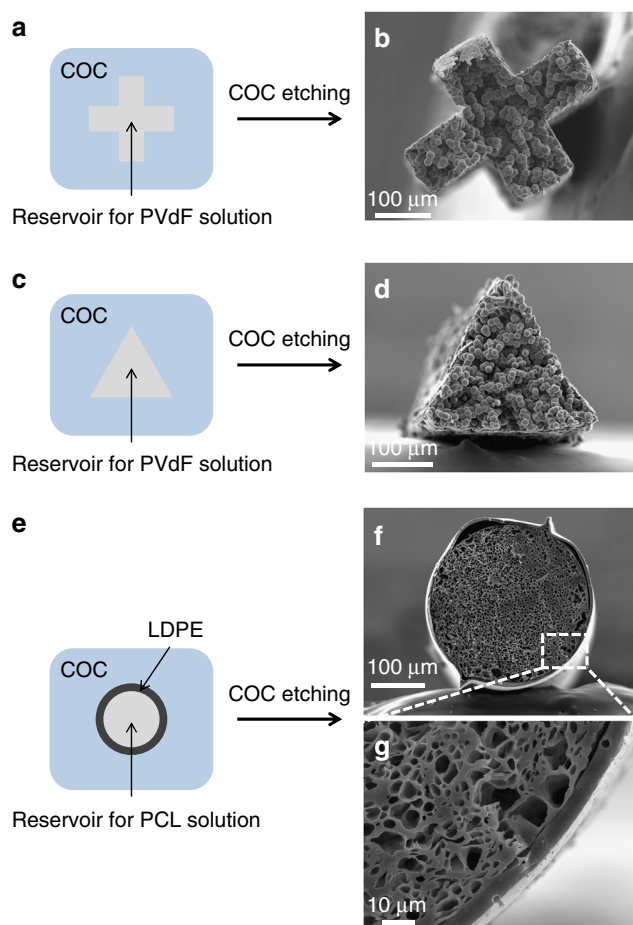 a
COC
COC etching
Reservoir for PVdF solution
b
100 μm
c
COC
COC etching
Reservoir for PVdF solution
d
100 μm
e
LDPE
COC
COC etching
Reservoir for PCL solution
f
100 μm
g
10 μm